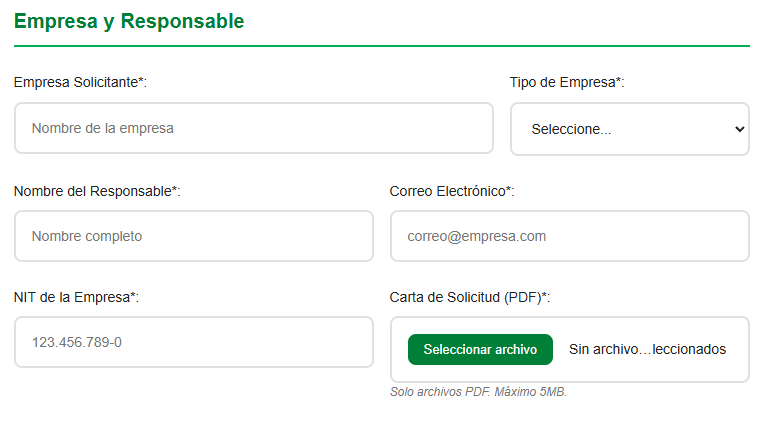 Empresa y Responsable
Empresa Solicitante*: Tipo de Empresa*:
Nombre de la empresa Seleccione...
Nombre del Responsable*: Correo Electrónico*:
Nombre completo correo@empresa.com
NIT de la Empresa*: Carta de Solicitud (PDF)*:
123.456.789-0 Seleccionar archivo Sin archivo…leccionados
Solo archivos PDF. Máximo 5MB.